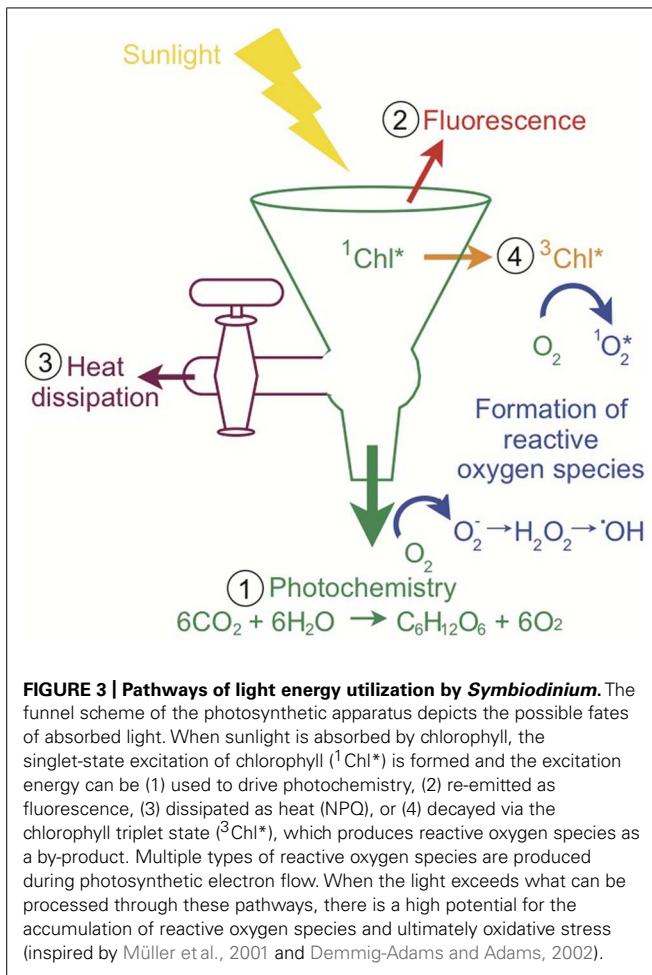 Sunlight
② Fluorescence
¹Chl*
④ ³Chl*
O₂ ¹O₂*
③ Heat
dissipation
Formation of
reactive
oxygen species
O₂ O₂⁻→H₂O₂→˙OH
① Photochemistry
6CO₂ + 6H₂O → C₆H₁₂O₆ + 6O₂
FIGURE 3 | Pathways of light energy utilization by Symbiodinium. The
funnel scheme of the photosynthetic apparatus depicts the possible fates
of absorbed light. When sunlight is absorbed by chlorophyll, the
singlet-state excitation of chlorophyll (¹Chl*) is formed and the excitation
energy can be (1) used to drive photochemistry, (2) re-emitted as
fluorescence, (3) dissipated as heat (NPQ), or (4) decayed via the
chlorophyll triplet state (³Chl*), which produces reactive oxygen species as
a by-product. Multiple types of reactive oxygen species are produced
during photosynthetic electron flow. When the light exceeds what can be
processed through these pathways, there is a high potential for the
accumulation of reactive oxygen species and ultimately oxidative stress
(inspired by Müller et al., 2001 and Demmig-Adams and Adams, 2002).